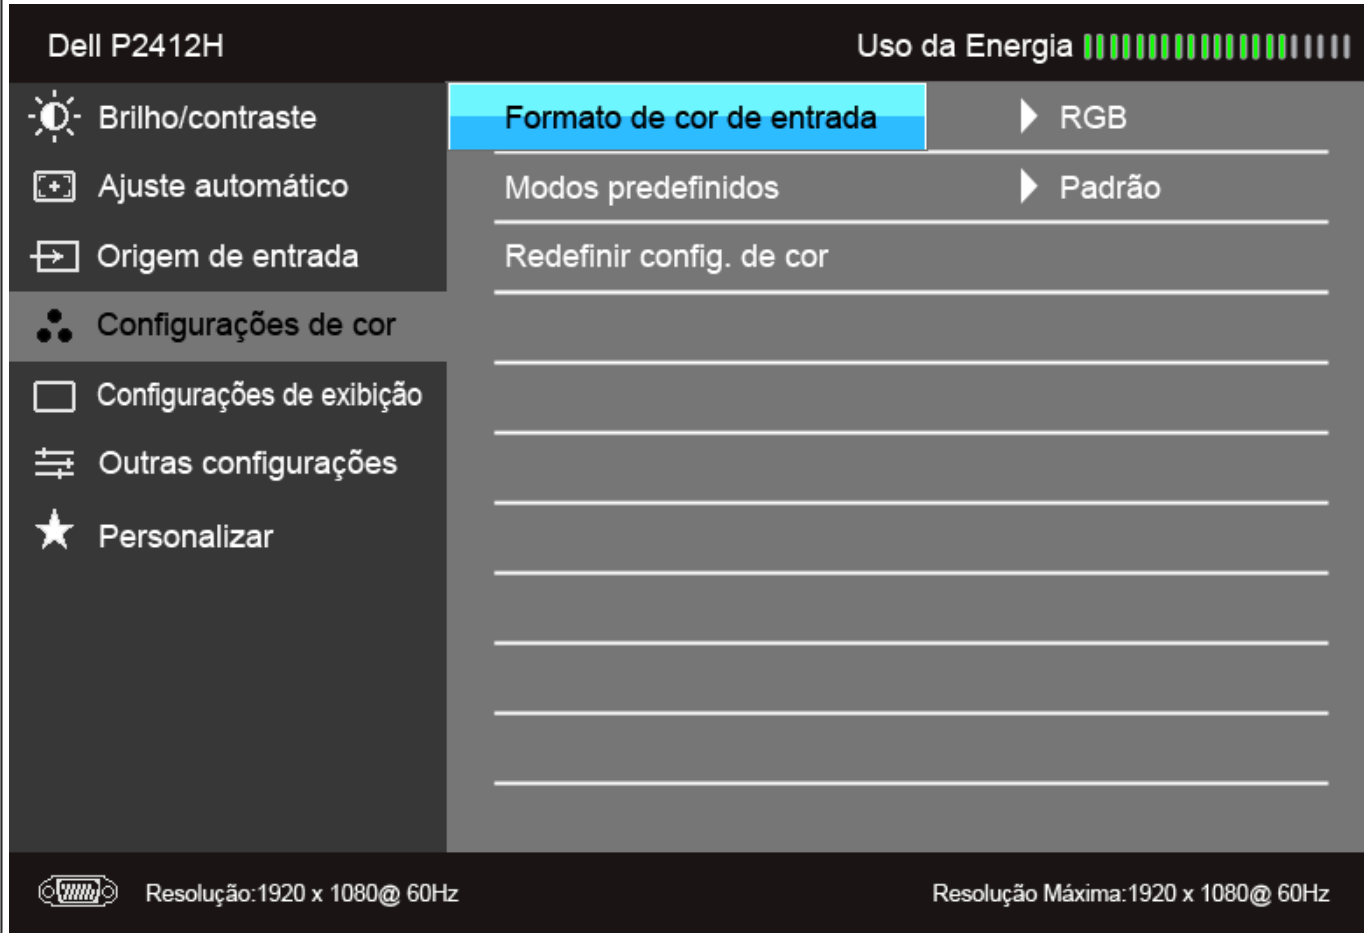 Dell P2412H
Uso da Energia
Brilho/contraste
Formato de cor de entrada
RGB
Ajuste automático
Modos predefinidos
Padrão
Origem de entrada
Redefinir config. de cor
Configurações de cor
Configurações de exibição
Outras configurações
Personalizar
Resolução:1920 x 1080@ 60Hz
Resolução Máxima:1920 x 1080@ 60Hz